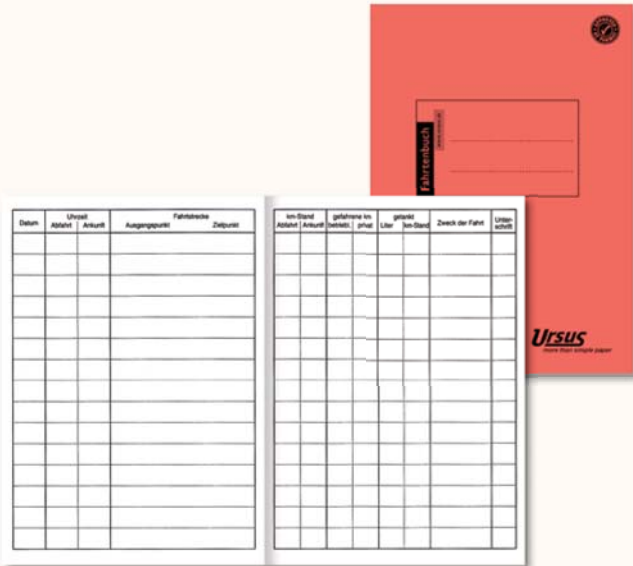 Fahrtenbuch
Ursus
more than simple paper
Datum
Uhrzeit
Abfahrt Ankunft
Fahrtstrecke
Ausgangspunkt Zielpunkt
km-Stand
Abfahrt Ankunft
gefahrene km
betriebl. privat
getankt
Liter km-Stand
Zweck der Fahrt
Unter-
schrift